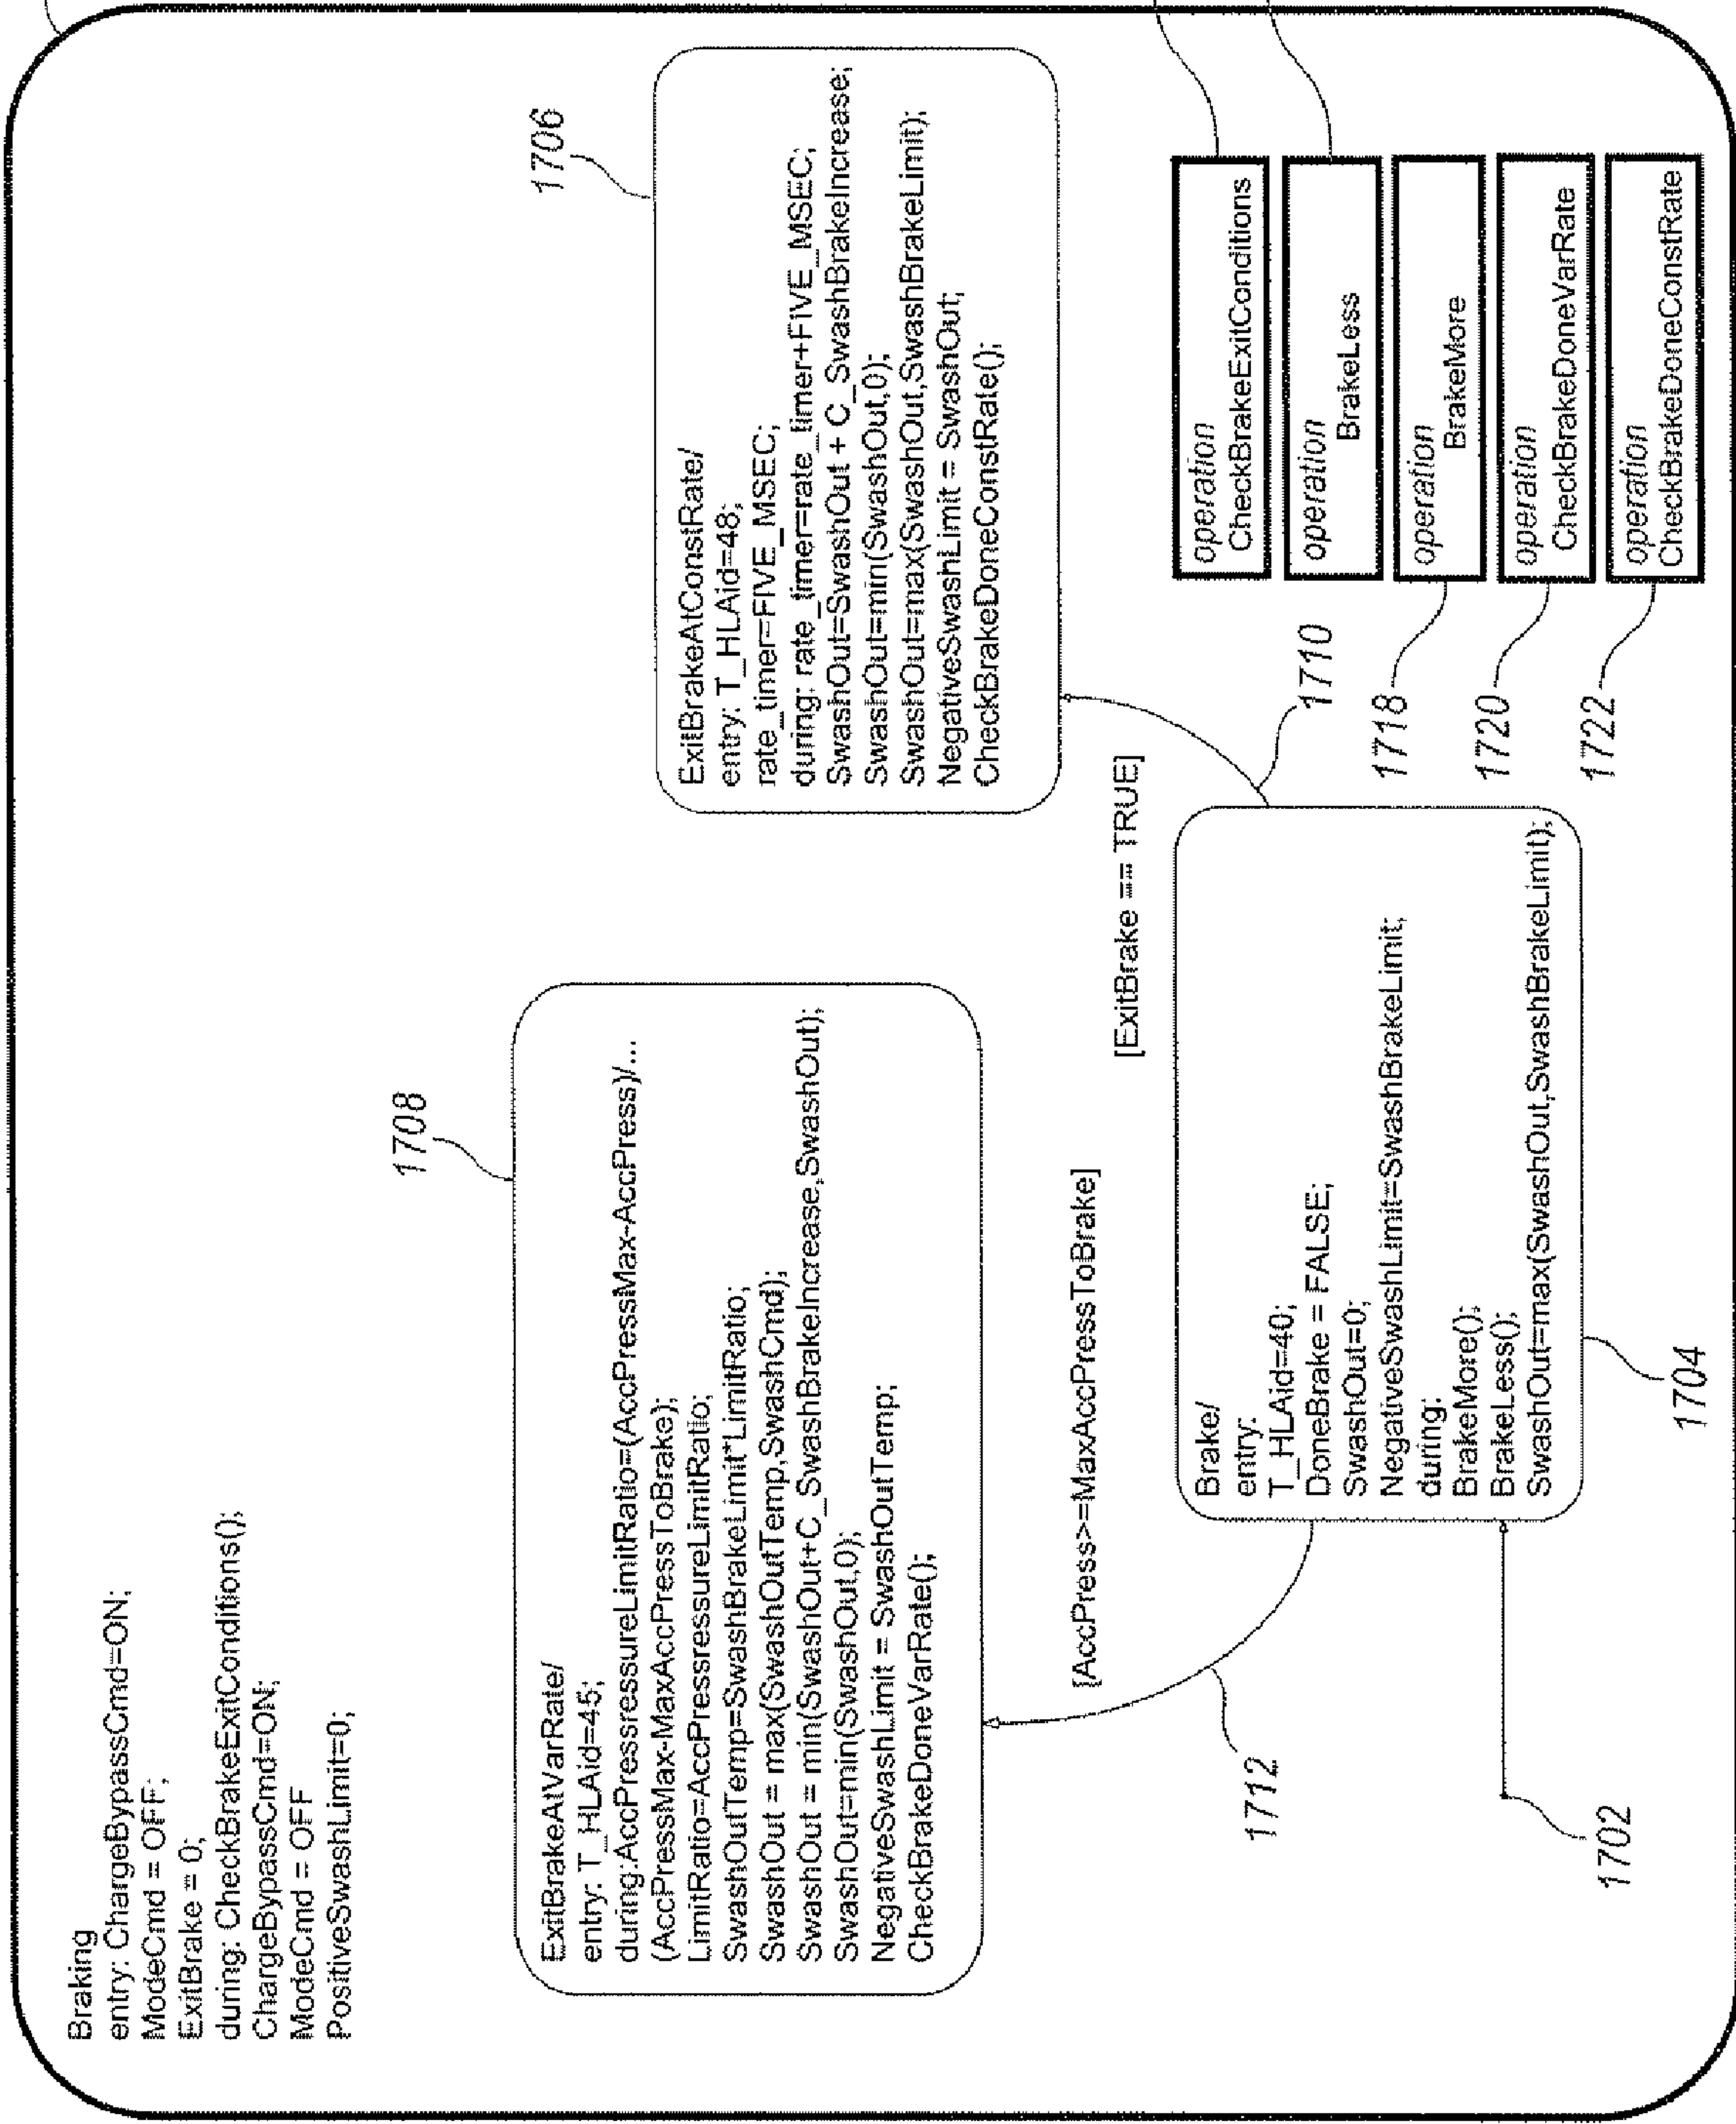 Braking
entry: ChargeBypassCmd=ON;
ModeCmd = OFF;
ExitBrake = 0;
during: CheckBrakeExitConditions();
ChargeBypassCmd=ON;
ModeCmd = OFF
PositiveSwashLimit=0;
1708
ExitBrakeAtVarRate/
entry: T_HLAid=45;
during:AccPressuresureLimitRatio=(AccPressMax-AccPress)/...
(AccPressMax-MaxAccPressToBrake);
LimitRatio=AccPressressureLimitRatio;
SwashOutTemp=SwashBrakeLimit*LimitRatio;
SwashOut = max(SwashOutTemp,SwashCmd);
SwashOut = min(SwashOut+C_SwashBrakeIncrease,SwashOut);
SwashOut=min(SwashOut,0);
NegativeSwashLimit = SwashOutTemp;
CheckBrakeDoneVarRate();
1706
ExitBrakeAtConstRate/
entry: T_HLAid=48;
rate_timer=FIVE_MSEC;
during: rate_timer=rate_timer+FIVE_MSEC;
SwashOut=SwashOut + C_SwashBrakeIncrease;
SwashOut=min(SwashOut,0);
SwashOut=max(SwashOut,SwashBrakeLimit);
NegativeSwashLimit = SwashOut;
CheckBrakeDoneConstRate();
1712
[AccPress>=MaxAccPressToBrake]
[ExitBrake == TRUE]
1710
1702
Brake/
entry:
T_HLAid=40;
DoneBrake = FALSE;
SwashOut=0;
NegativeSwashLimit=SwashBrakeLimit;
during:
BrakeMore();
BrakeLess();
SwashOut=max(SwashOut,SwashBrakeLimit);
1704
operation
CheckBrakeExitConditions
operation
BrakeLess
1718
operation
BrakeMore
1720
operation
CheckBrakeDoneVarRate
1722
operation
CheckBrakeDoneConstRate